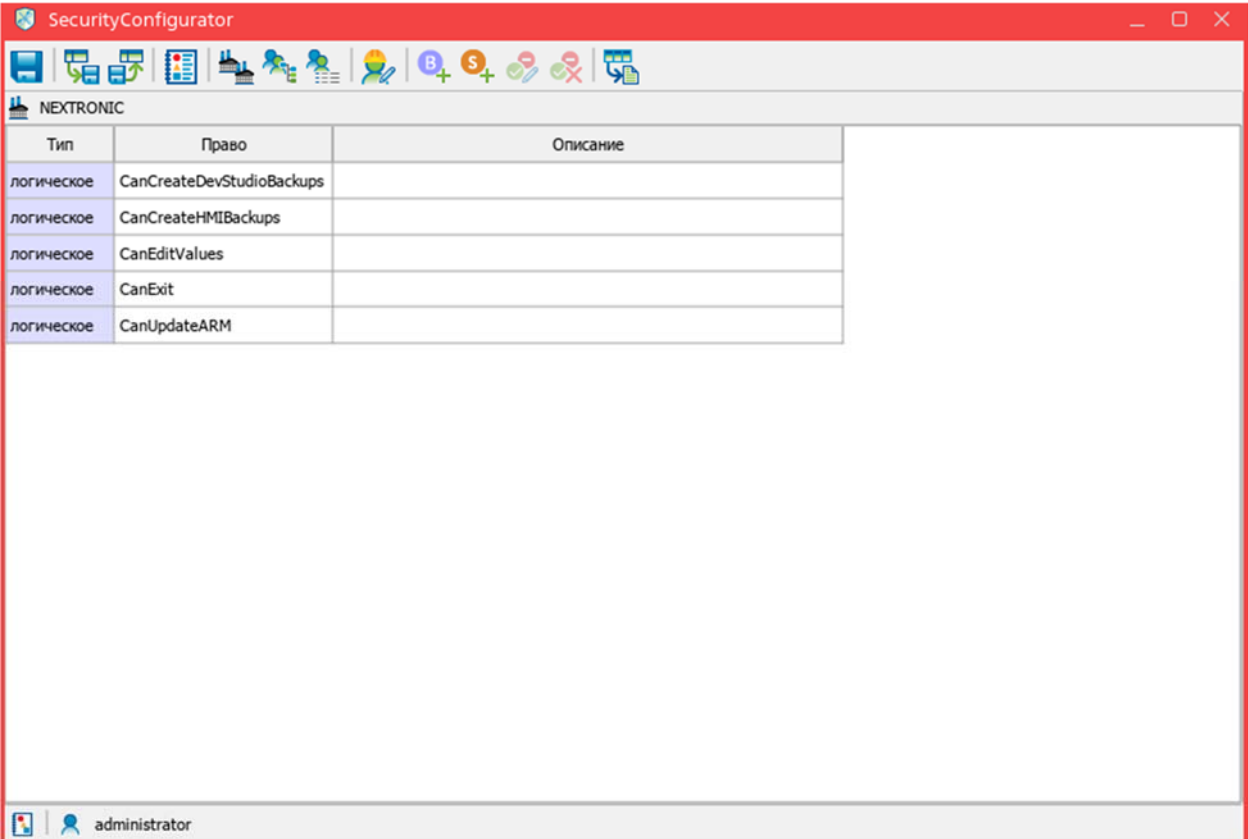 SecurityConfigurator
B S
NEXTRONIC
Тип Право Описание
логическое CanCreateDevStudioBackups
логическое CanCreateHMIBackups
логическое CanEditValues
логическое CanExit
логическое CanUpdateARM
administrator